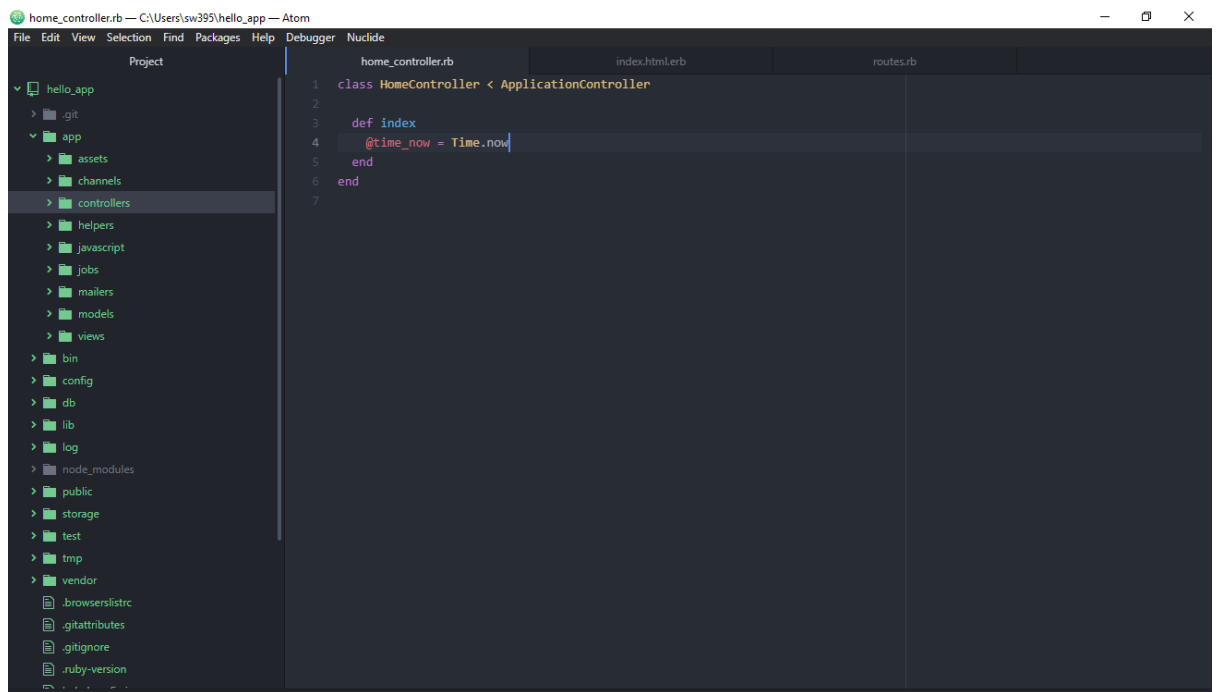 home_controller.rb — C:\Users\sw395\hello_app — Atom
File Edit View Selection Find Packages Help Debugger Nuclide
Project
hello_app
.git
app
assets
channels
controllers
helpers
javascript
jobs
mailers
models
views
bin
config
db
lib
log
node_modules
public
storage
test
tmp
vendor
.browserslistrc
.gitattributes
.gitignore
.ruby-version
home_controller.rb index.html.erb routes.rb
1 class HomeController < ApplicationController
2
3 def index
4 @time_now = Time.now
5 end
6 end
7